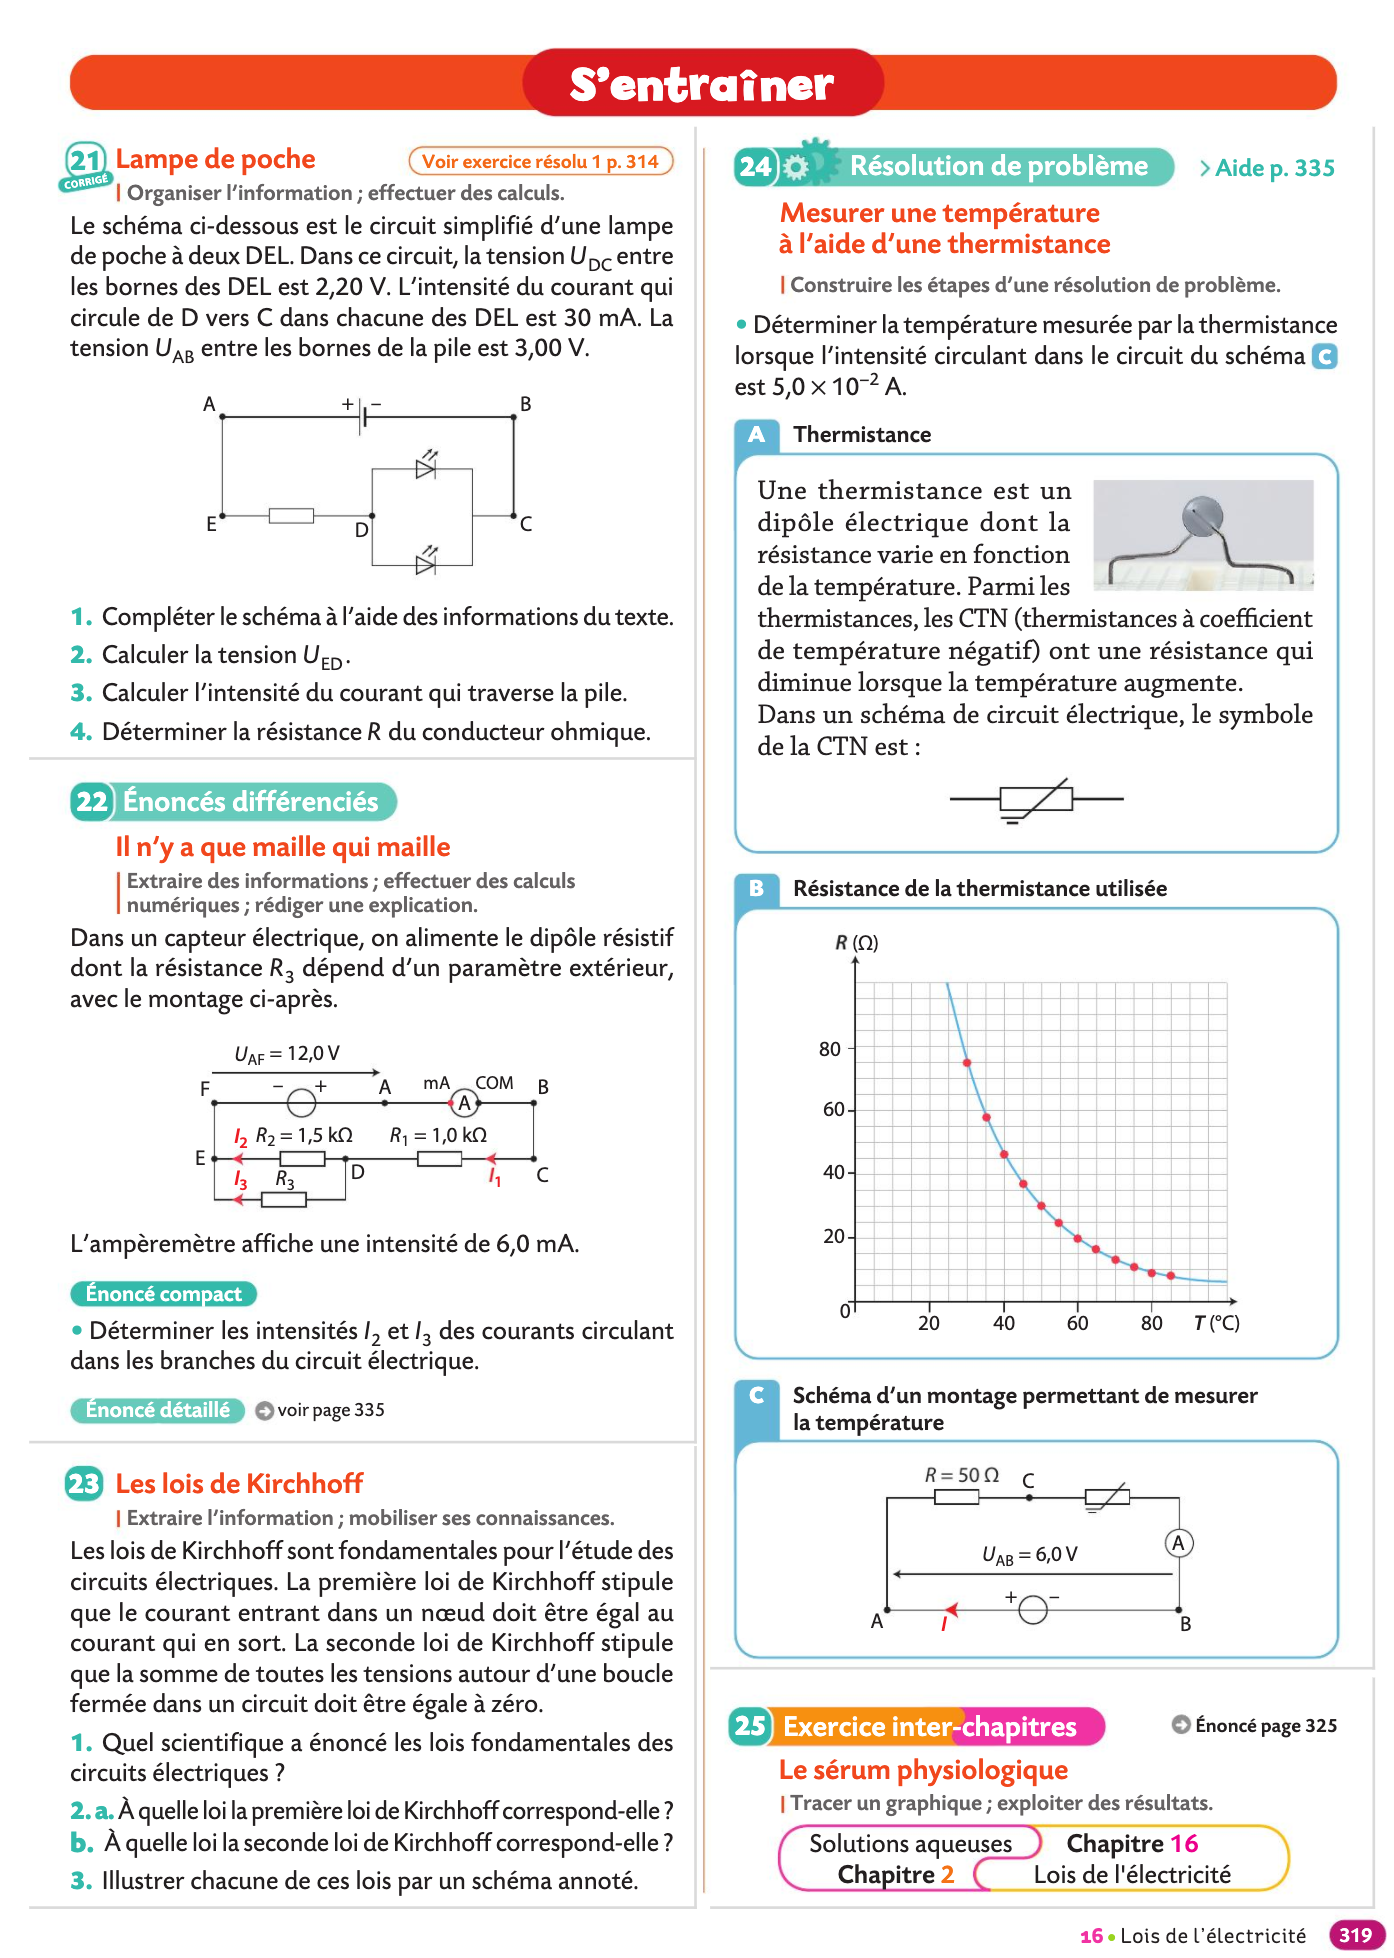 S'entraîner
21 Lampe de poche
Voir exercice résolu 1 p. 314
CORRIGÉ
Organiser l'information ; effectuer des calculs.
Le schéma ci-dessous est le circuit simplifié d'une lampe
de poche à deux DEL. Dans ce circuit, la tension U_DC entre
les bornes des DEL est 2,20 V. L'intensité du courant qui
circule de D vers C dans chacune des DEL est 30 mA. La
tension U_AB entre les bornes de la pile est 3,00 V.
A + − B
E D C
1. Compléter le schéma à l'aide des informations du texte.
2. Calculer la tension U_ED.
3. Calculer l'intensité du courant qui traverse la pile.
4. Déterminer la résistance R du conducteur ohmique.
22 Énoncés différenciés
Il n'y a que maille qui maille
Extraire des informations ; effectuer des calculs
numériques ; rédiger une explication.
Dans un capteur électrique, on alimente le dipôle résistif
dont la résistance R₃ dépend d'un paramètre extérieur,
avec le montage ci-après.
U_AF = 12,0 V
F − + A mA A COM B
I₂ R₂ = 1,5 kΩ R₁ = 1,0 kΩ
E D C
I₃ R₃ I₁
L'ampèremètre affiche une intensité de 6,0 mA.
Énoncé compact
• Déterminer les intensités I₂ et I₃ des courants circulant
dans les branches du circuit électrique.
Énoncé détaillé voir page 335
23 Les lois de Kirchhoff
Extraire l'information ; mobiliser ses connaissances.
Les lois de Kirchhoff sont fondamentales pour l'étude des
circuits électriques. La première loi de Kirchhoff stipule
que le courant entrant dans un nœud doit être égal au
courant qui en sort. La seconde loi de Kirchhoff stipule
que la somme de toutes les tensions autour d'une boucle
fermée dans un circuit doit être égale à zéro.
1. Quel scientifique a énoncé les lois fondamentales des
circuits électriques ?
2. a. À quelle loi la première loi de Kirchhoff correspond-elle ?
b. À quelle loi la seconde loi de Kirchhoff correspond-elle ?
3. Illustrer chacune de ces lois par un schéma annoté.
24 Résolution de problème
> Aide p. 335
Mesurer une température
à l'aide d'une thermistance
Construire les étapes d'une résolution de problème.
• Déterminer la température mesurée par la thermistance
lorsque l'intensité circulant dans le circuit du schéma C
est 5,0 × 10⁻² A.
A Thermistance
Une thermistance est un
dipôle électrique dont la
résistance varie en fonction
de la température. Parmi les
thermistances, les CTN (thermistances à coefficient
de température négatif) ont une résistance qui
diminue lorsque la température augmente.
Dans un schéma de circuit électrique, le symbole
de la CTN est :
B Résistance de la thermistance utilisée
R (Ω)
80
60
40
20
0 20 40 60 80 T (°C)
C Schéma d'un montage permettant de mesurer
la température
R = 50 Ω C
A
U_AB = 6,0 V
+ −
A I B
25 Exercice inter-chapitres
Énoncé page 325
Le sérum physiologique
Tracer un graphique ; exploiter des résultats.
Solutions aqueuses Chapitre 16
Chapitre 2 Lois de l'électricité
16 • Lois de l'électricité 319